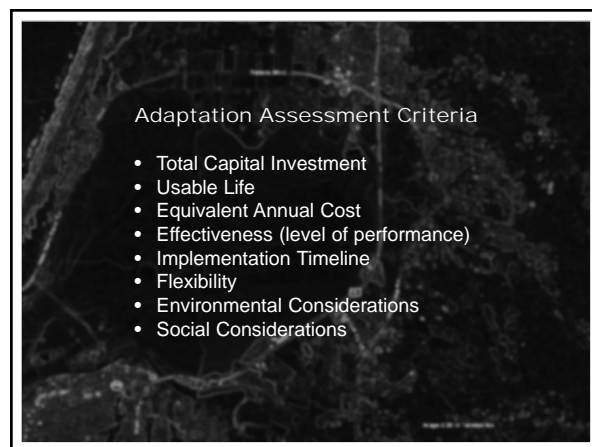 Adaptation Assessment Criteria
• Total Capital Investment
• Usable Life
• Equivalent Annual Cost
• Effectiveness (level of performance)
• Implementation Timeline
• Flexibility
• Environmental Considerations
• Social Considerations